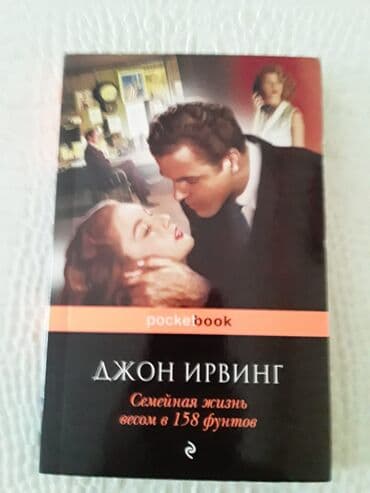 pocketbook
ДЖОН ИРВИНГ
Семейная жизнь
весом в 158 фунтов